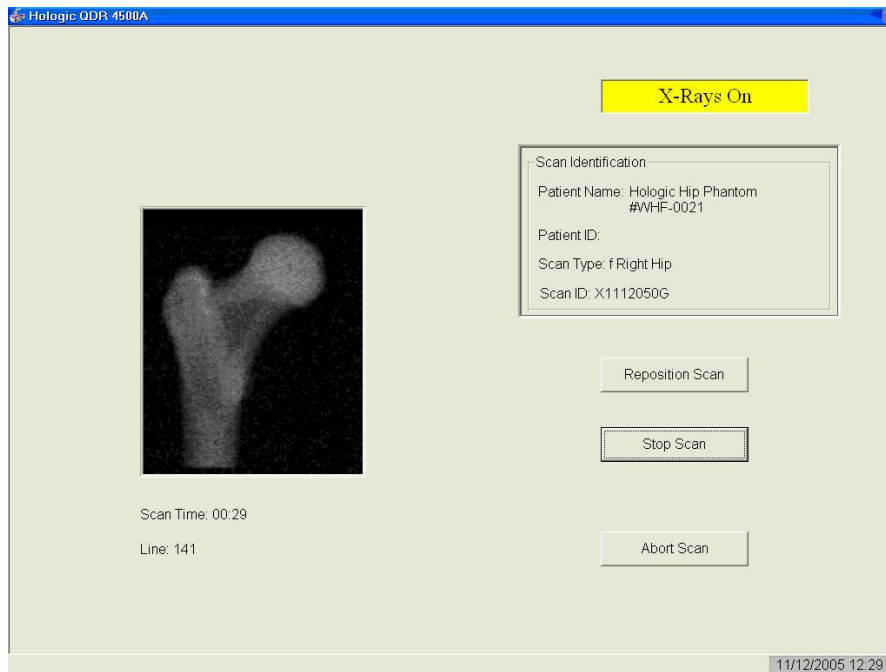 Hologic QDR 4500A
X-Rays On
Scan Identification
Patient Name: Hologic Hip Phantom
#WHF-0021
Patient ID:
Scan Type: f Right Hip
Scan ID: X1112050G
Reposition Scan
Stop Scan
Scan Time: 00:29
Line: 141
Abort Scan
11/12/2005 12:29